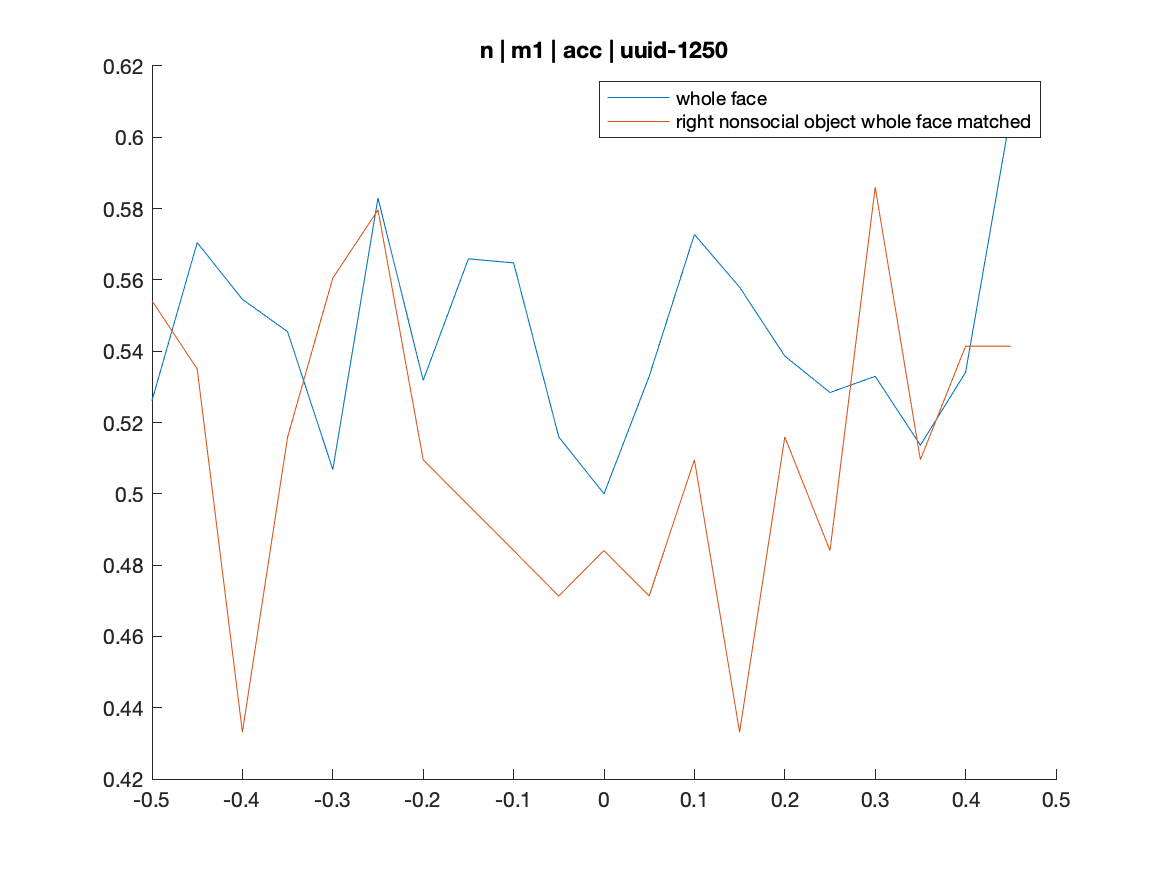 n | m1 | acc | uuid-1250
whole face
right nonsocial object whole face matched
0.62
0.6
0.58
0.56
0.54
0.52
0.5
0.48
0.46
0.44
0.42
-0.5 -0.4 -0.3 -0.2 -0.1 0 0.1 0.2 0.3 0.4 0.5